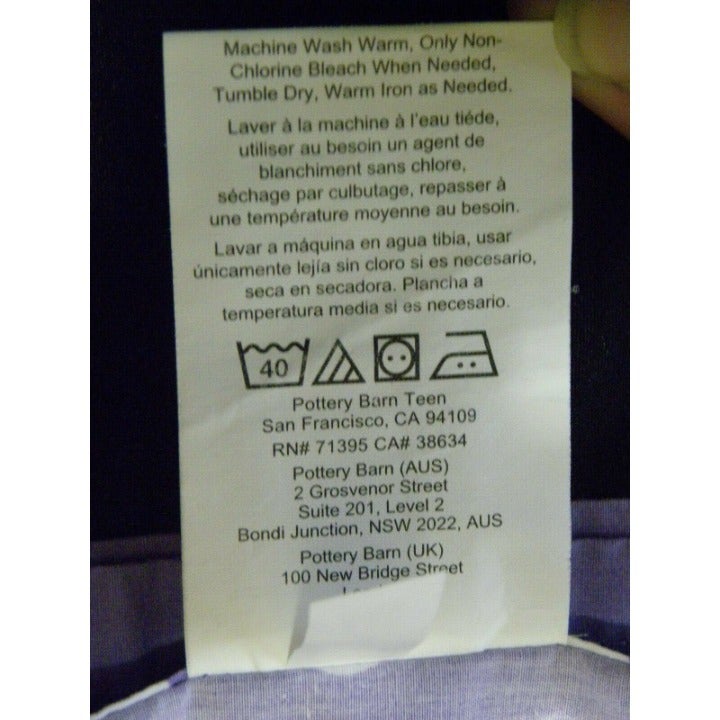 Machine Wash Warm, Only Non-
Chlorine Bleach When Needed,
Tumble Dry, Warm Iron as Needed.
Laver à la machine à l'eau tiéde,
utiliser au besoin un agent de
blanchiment sans chlore,
séchage par culbutage, repasser à
une température moyenne au besoin.
Lavar a máquina en agua tibia, usar
únicamente lejía sin cloro si es necesario,
seca en secadora. Plancha a
temperatura media si es necesario.
40
Pottery Barn Teen
San Francisco, CA 94109
RN# 71395 CA# 38634
Pottery Barn (AUS)
2 Grosvenor Street
Suite 201, Level 2
Bondi Junction, NSW 2022, AUS
Pottery Barn (UK)
100 New Bridge Street